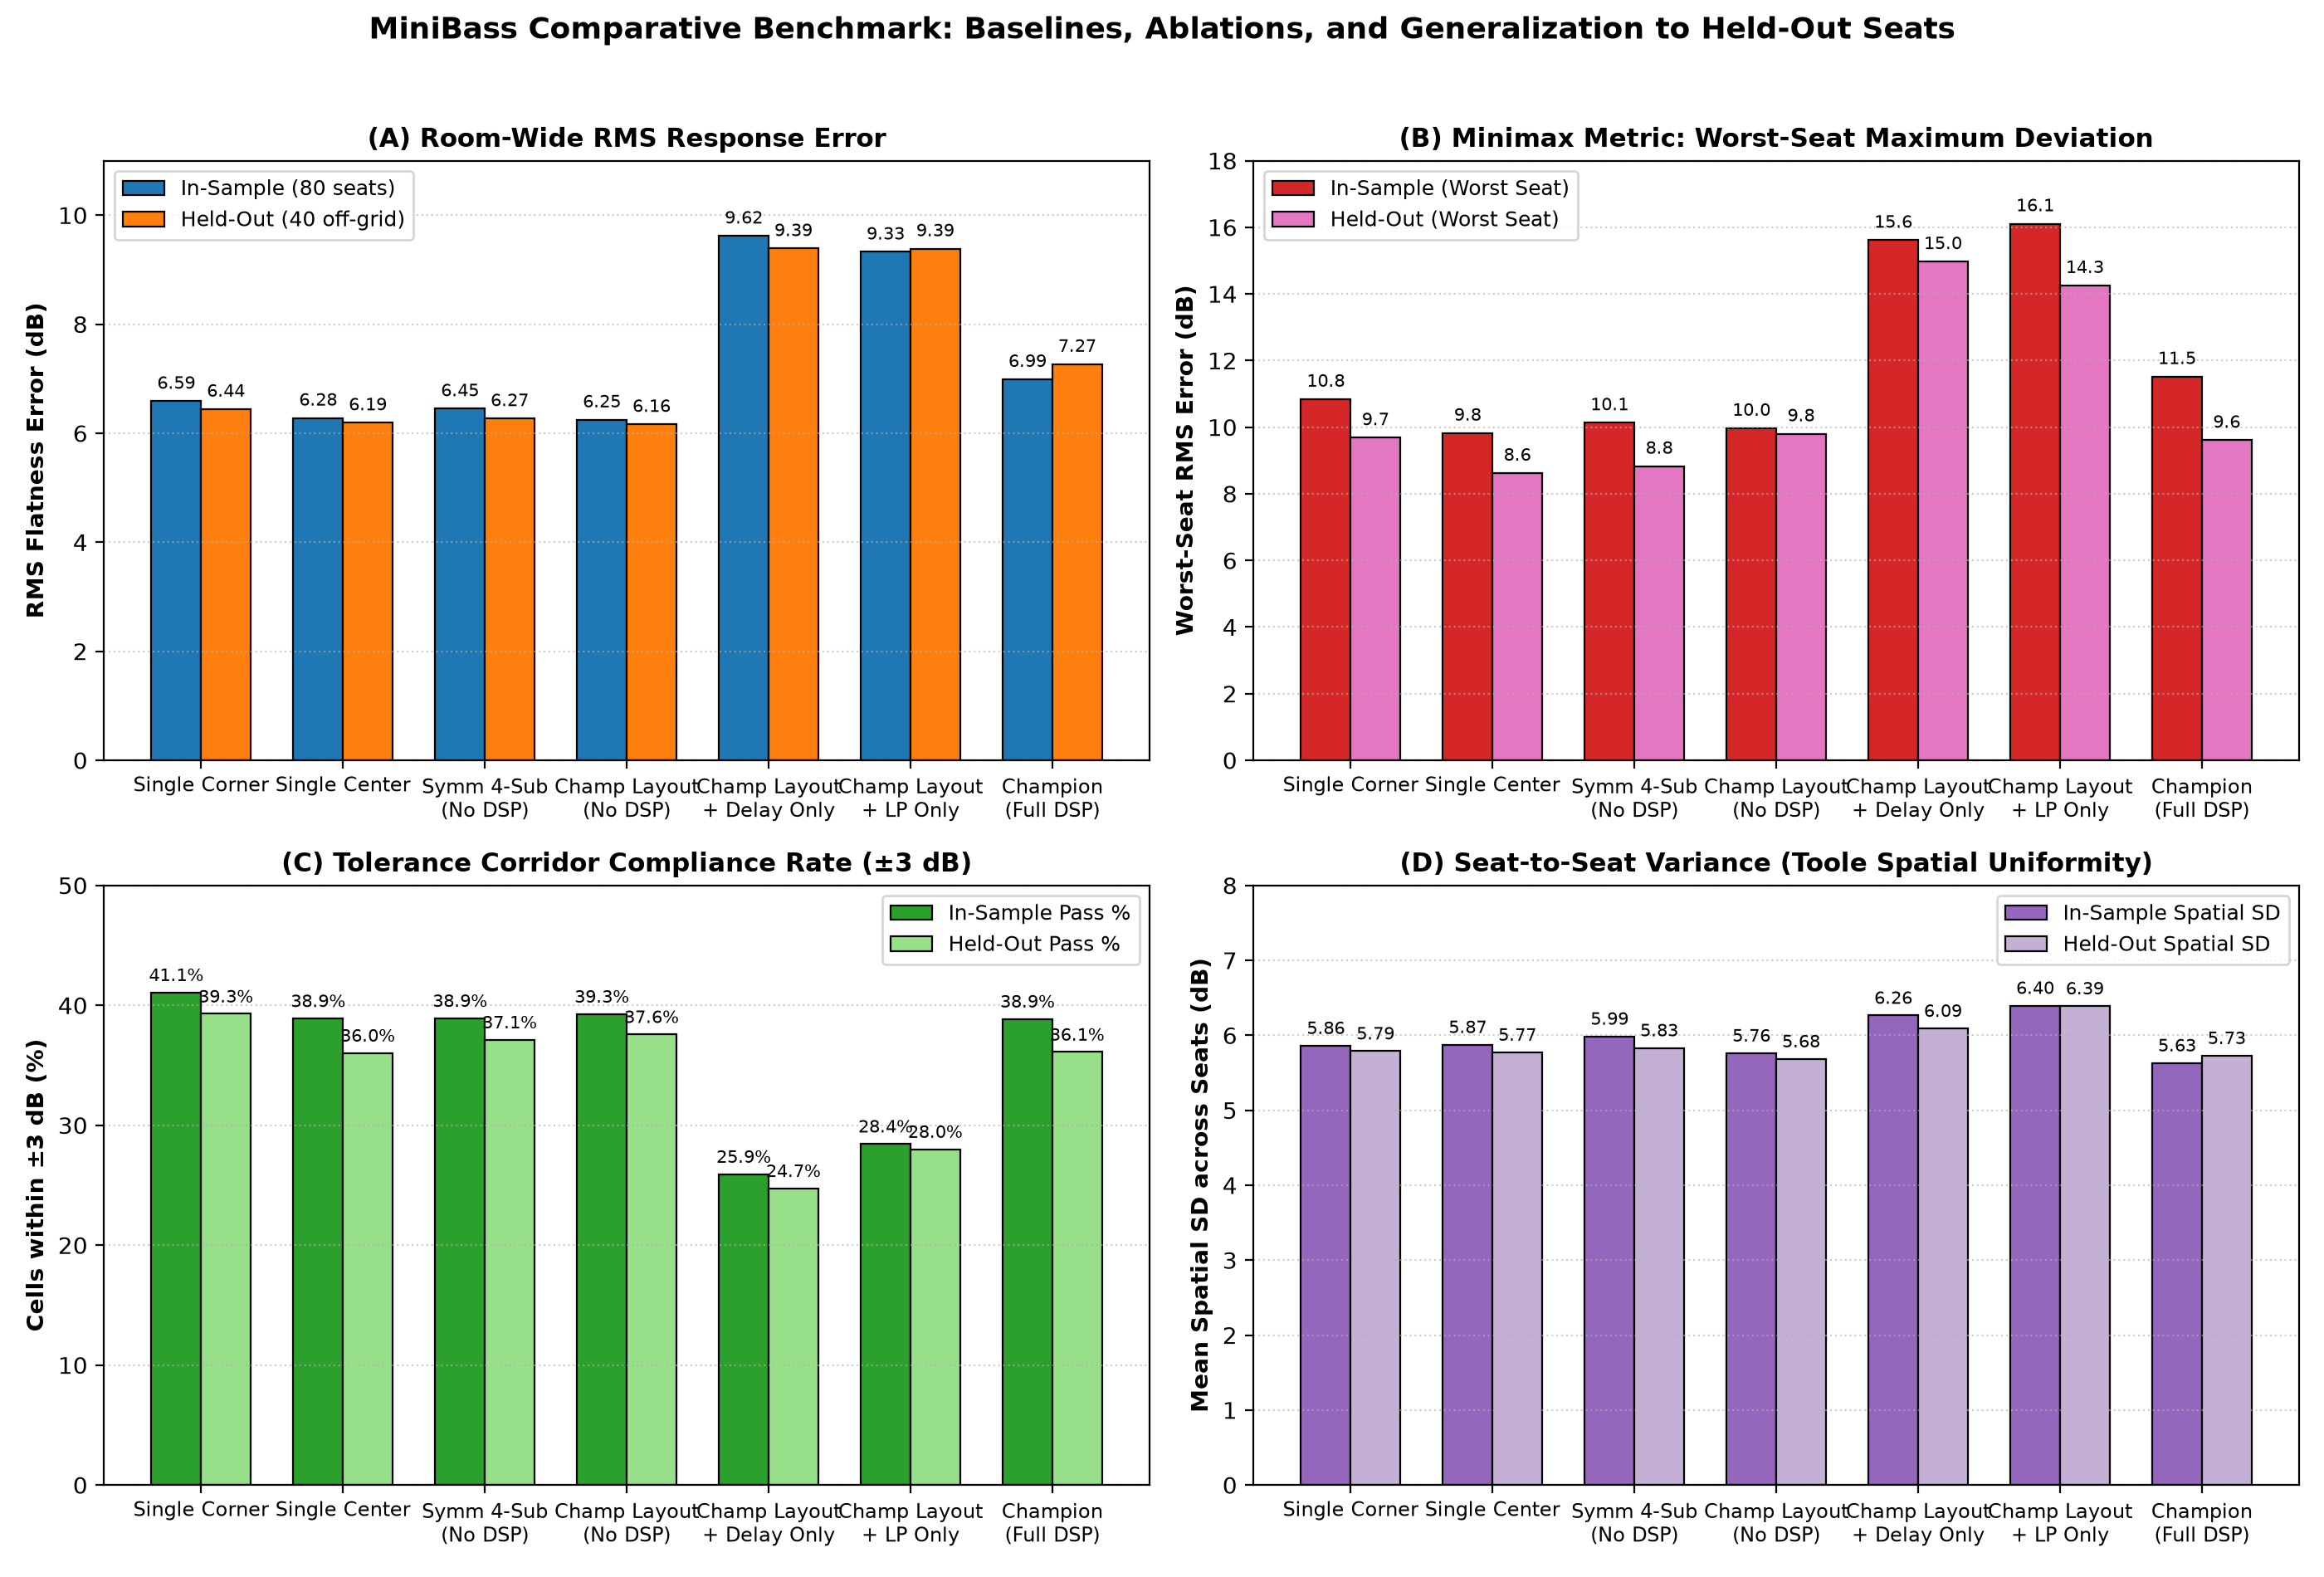 MiniBass Comparative Benchmark: Baselines, Ablations, and Generalization to Held-Out Seats
(A) Room-Wide RMS Response Error
RMS Flatness Error (dB)
In-Sample (80 seats)
Held-Out (40 off-grid)
10
8
6
4
2
0
6.59 6.44 6.28 6.19 6.45 6.27 6.25 6.16 9.62 9.39 9.33 9.39 6.99 7.27
Single Corner Single Center Symm 4-Sub Champ Layout Champ Layout Champ Layout Champion
(No DSP) (No DSP) + Delay Only + LP Only (Full DSP)
(B) Minimax Metric: Worst-Seat Maximum Deviation
Worst-Seat RMS Error (dB)
In-Sample (Worst Seat)
Held-Out (Worst Seat)
18
16
14
12
10
8
6
4
2
0
10.8 9.7 9.8 8.6 10.1 8.8 10.0 9.8 15.6 15.0 16.1 14.3 11.5 9.6
Single Corner Single Center Symm 4-Sub Champ Layout Champ Layout Champ Layout Champion
(No DSP) (No DSP) + Delay Only + LP Only (Full DSP)
(C) Tolerance Corridor Compliance Rate (±3 dB)
Cells within ±3 dB (%)
In-Sample Pass %
Held-Out Pass %
50
40
30
20
10
0
41.1% 39.3% 38.9% 36.0% 38.9% 37.1% 39.3% 37.6% 25.9% 24.7% 28.4% 28.0% 38.9% 36.1%
Single Corner Single Center Symm 4-Sub Champ Layout Champ Layout Champ Layout Champion
(No DSP) (No DSP) + Delay Only + LP Only (Full DSP)
(D) Seat-to-Seat Variance (Toole Spatial Uniformity)
Mean Spatial SD across Seats (dB)
In-Sample Spatial SD
Held-Out Spatial SD
8
7
6
5
4
3
2
1
0
5.86 5.79 5.87 5.77 5.99 5.83 5.76 5.68 6.26 6.09 6.40 6.39 5.63 5.73
Single Corner Single Center Symm 4-Sub Champ Layout Champ Layout Champ Layout Champion
(No DSP) (No DSP) + Delay Only + LP Only (Full DSP)